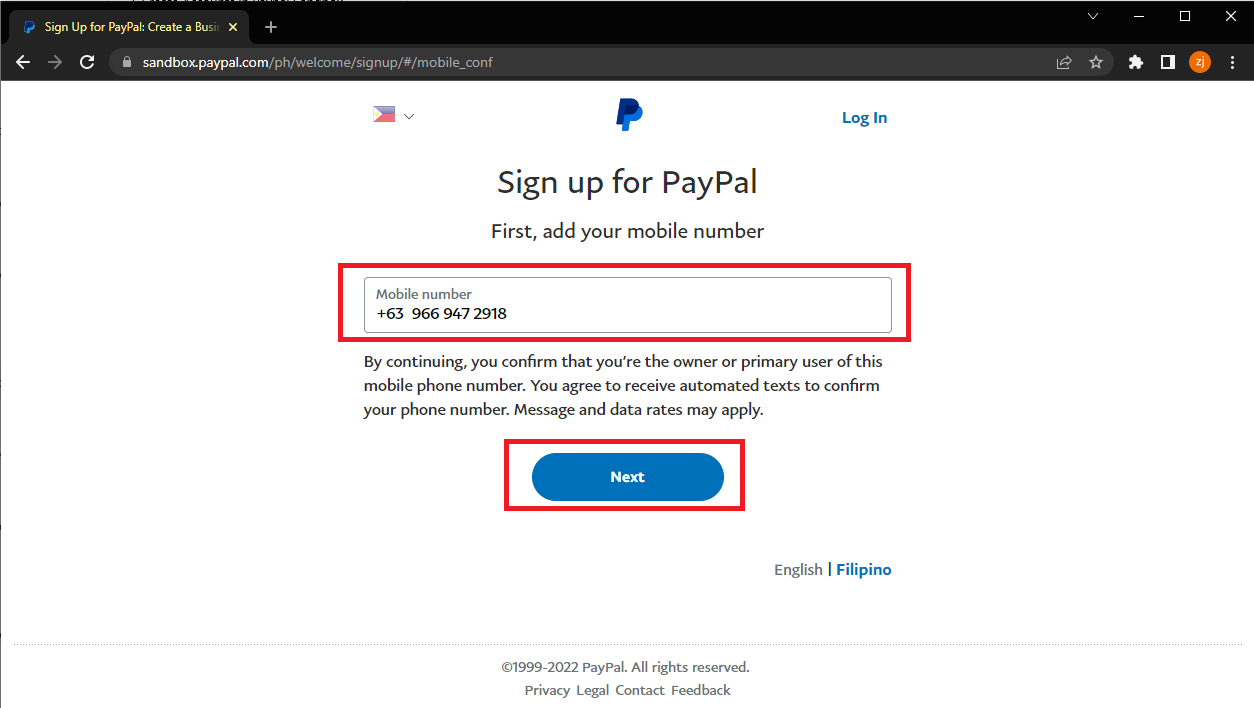 Sign Up for PayPal: Create a Busi
sandbox.paypal.com/ph/welcome/signup/#/mobile_conf
zj
Log In
Sign up for PayPal
First, add your mobile number
Mobile number
+63 966 947 2918
By continuing, you confirm that you're the owner or primary user of this
mobile phone number. You agree to receive automated texts to confirm
your phone number. Message and data rates may apply.
Next
English | Filipino
©1999-2022 PayPal. All rights reserved.
Privacy Legal Contact Feedback